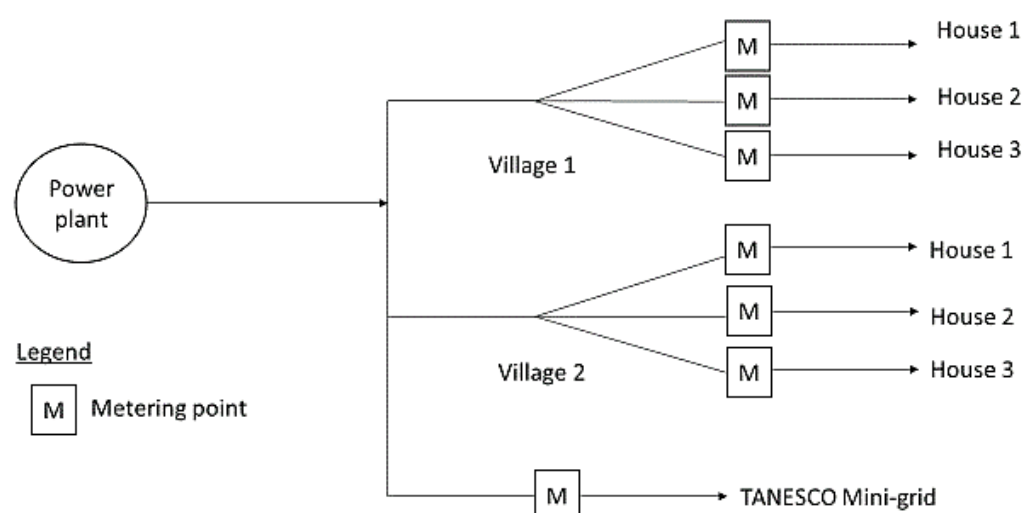 Power
plant
Village 1
M
House 1
M
House 2
M
House 3
Village 2
M
House 1
M
House 2
M
House 3
M
TANESCO Mini-grid
Legend
M
Metering point